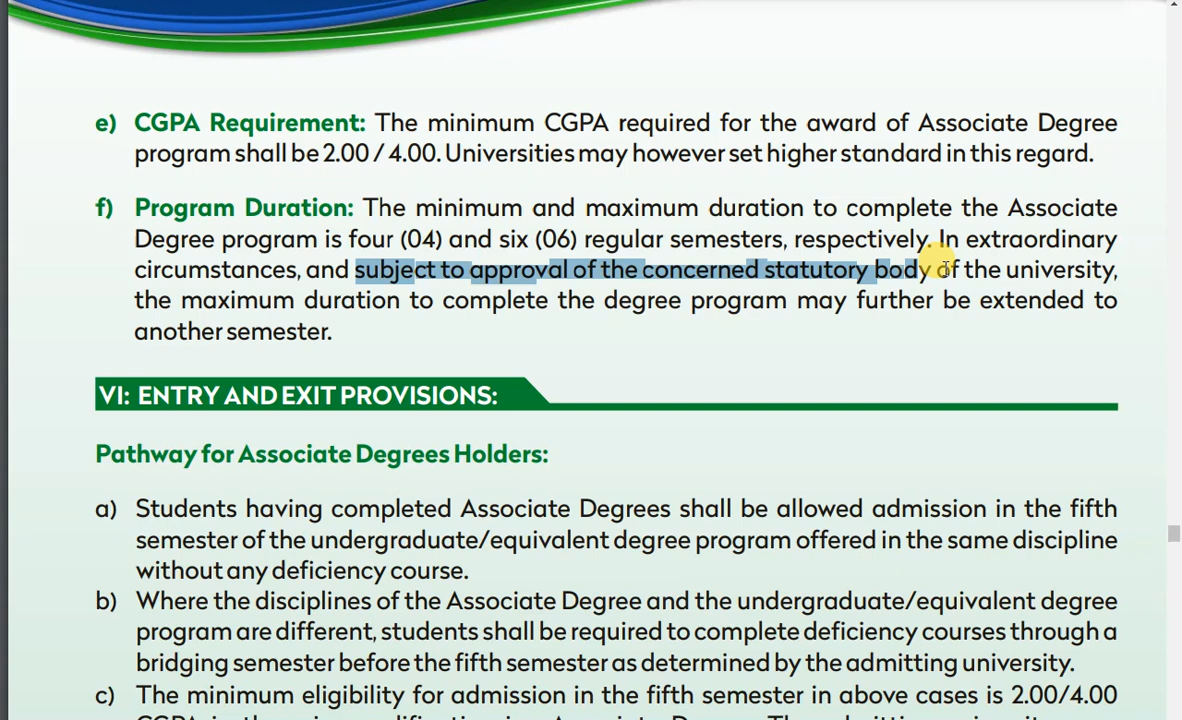 e) CGPA Requirement: The minimum CGPA required for the award of Associate Degree
program shall be 2.00 / 4.00. Universities may however set higher standard in this regard.
f) Program Duration: The minimum and maximum duration to complete the Associate
Degree program is four (04) and six (06) regular semesters, respectively. In extraordinary
circumstances, and subject to approval of the concerned statutory body of the university,
the maximum duration to complete the degree program may further be extended to
another semester.
VI: ENTRY AND EXIT PROVISIONS:
Pathway for Associate Degrees Holders:
a) Students having completed Associate Degrees shall be allowed admission in the fifth
semester of the undergraduate/equivalent degree program offered in the same discipline
without any deficiency course.
b) Where the disciplines of the Associate Degree and the undergraduate/equivalent degree
program are different, students shall be required to complete deficiency courses through a
bridging semester before the fifth semester as determined by the admitting university.
c) The minimum eligibility for admission in the fifth semester in above cases is 2.00/4.00